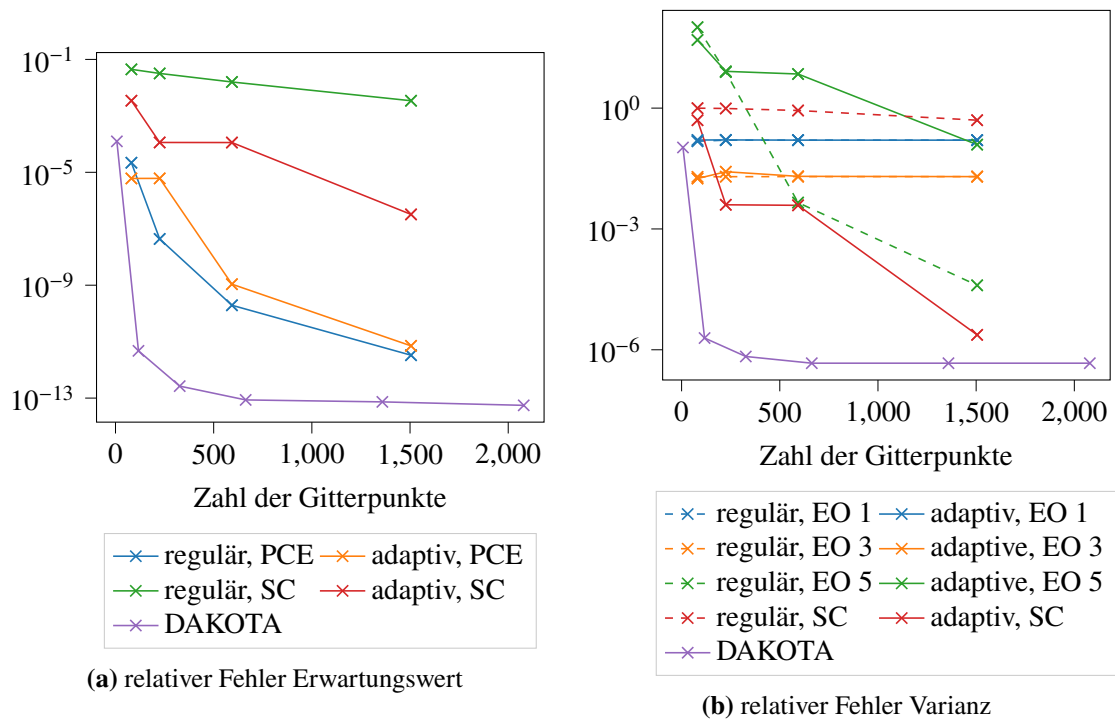 10^-1
10^-5
10^-9
10^-13
0 500 1,000 1,500 2,000
Zahl der Gitterpunkte
regulär, PCE adaptiv, PCE
regulär, SC adaptiv, SC
DAKOTA
(a) relativer Fehler Erwartungswert
10^0
10^-3
10^-6
0 500 1,000 1,500 2,000
Zahl der Gitterpunkte
regulär, EO 1 adaptiv, EO 1
regulär, EO 3 adaptive, EO 3
regulär, EO 5 adaptive, EO 5
regulär, SC adaptiv, SC
DAKOTA
(b) relativer Fehler Varianz